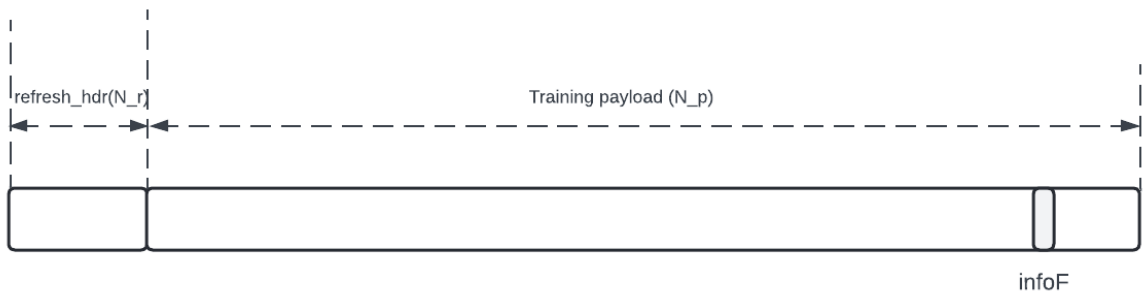 refresh_hdr(N_r)
Training payload (N_p)
infoF